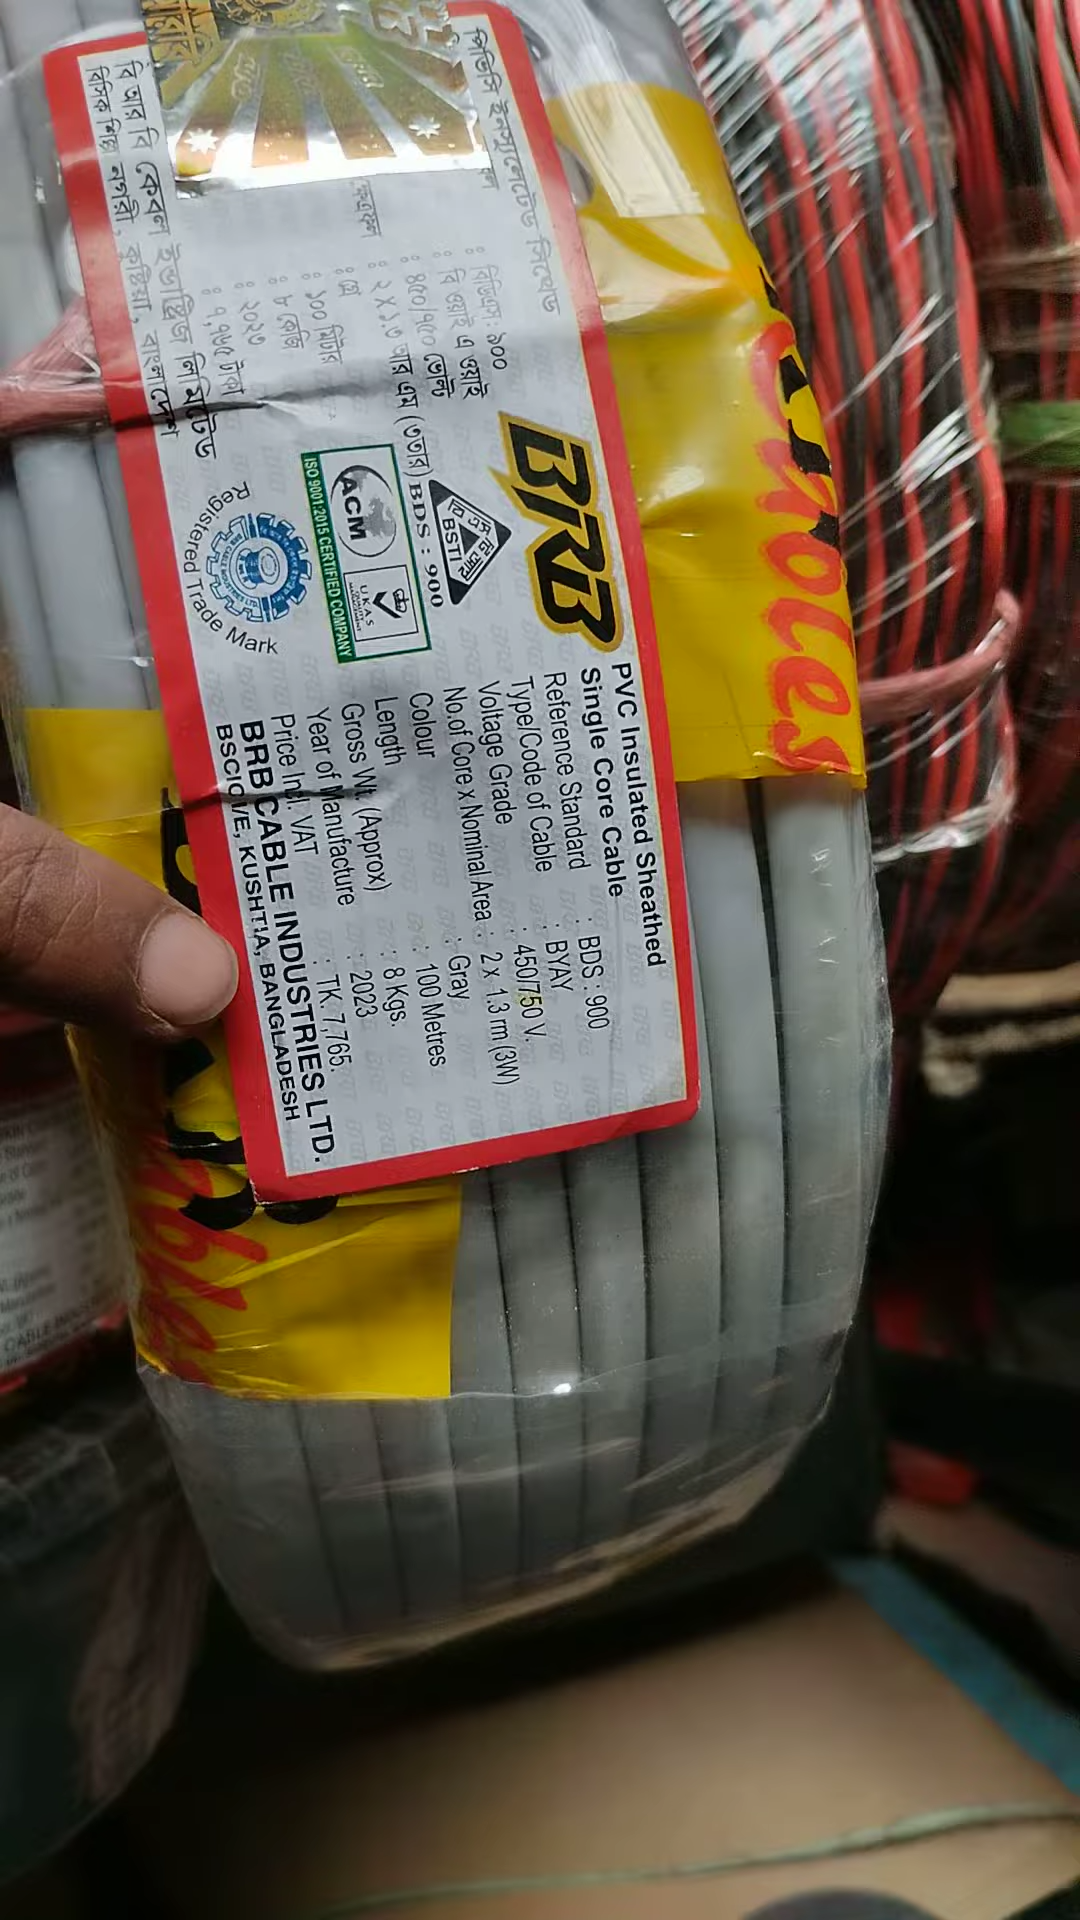 পিভিসি ইনসুলেটেড সিথেড
: বিডিএস: ৯০০
: বি ওয়াই এ ওয়াই
: ৪৫০/৭৫০ ভোল্ট
: ২ X ১.৩ আর এম (৩তার)
: গ্রে
: ১০০ মিটার
: ৮ কেজি
: ২০২৩
: ৭,৭৬৫ টাকা
বি আর বি কেবল ইন্ডাস্ট্রিজ লিমিটেড
বিসিক শিল্প নগরী, কুষ্টিয়া, বাংলাদেশ
BRB
BSTI
BDS : 900
ACM
UKAS
ISO 9001:2015 CERTIFIED COMPANY
Registered Trade Mark
PVC Insulated Sheathed
Single Core Cable
Reference Standard : BDS : 900
Type/Code of Cable : BYAY
Voltage Grade : 450/750 V.
No.of Core x Nominal Area : 2 x 1.3 rm (3W)
Colour : Gray
Length : 100 Metres
Gross Wt. (Approx) : 8 Kgs.
Year of Manufacture : 2023
Price Incl. VAT : TK. 7,765.
BRB CABLE INDUSTRIES LTD.
BSCIC I/E, KUSHTIA, BANGLADESH
Cables